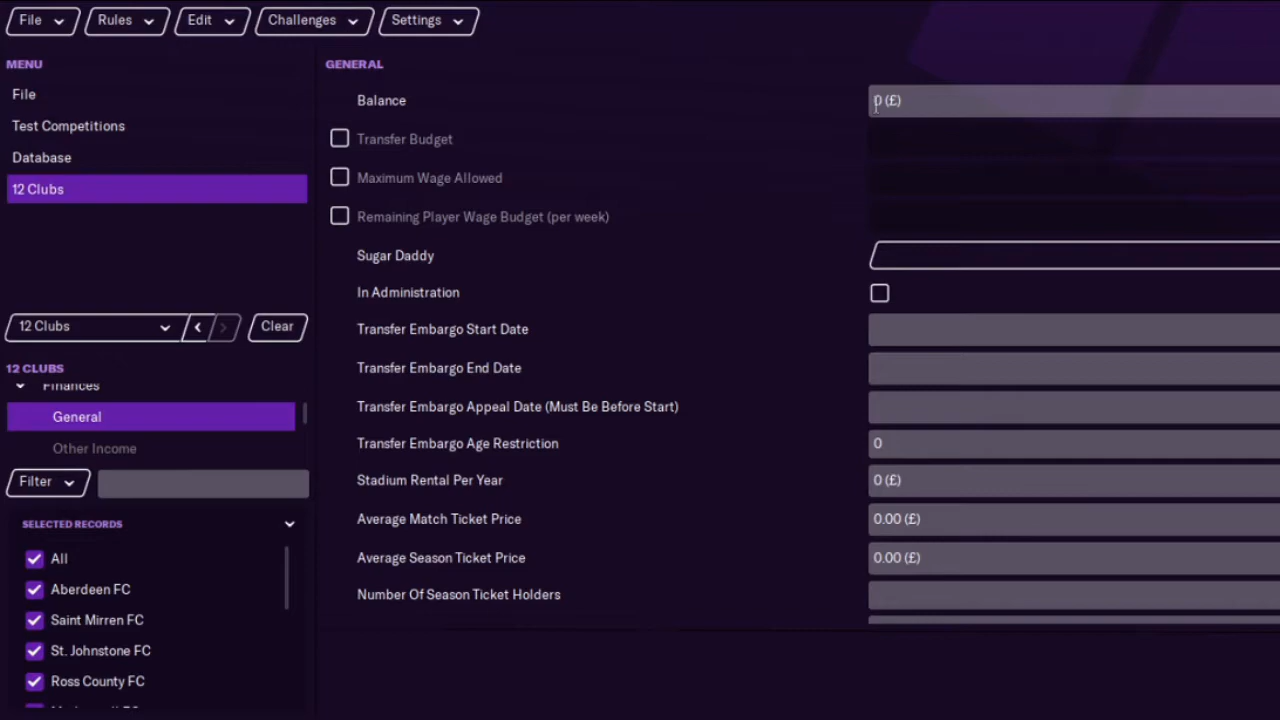 File
Rules
Edit
Challenges
Settings
MENU
File
Test Competitions
Database
12 Clubs
12 Clubs
Clear
12 CLUBS
Finances
General
Other Income
Filter
SELECTED RECORDS
All
Aberdeen FC
Saint Mirren FC
St. Johnstone FC
Ross County FC
GENERAL
Balance 0 (£)
Transfer Budget
Maximum Wage Allowed
Remaining Player Wage Budget (per week)
Sugar Daddy
In Administration
Transfer Embargo Start Date
Transfer Embargo End Date
Transfer Embargo Appeal Date (Must Be Before Start)
Transfer Embargo Age Restriction 0
Stadium Rental Per Year 0 (£)
Average Match Ticket Price 0.00 (£)
Average Season Ticket Price 0.00 (£)
Number Of Season Ticket Holders